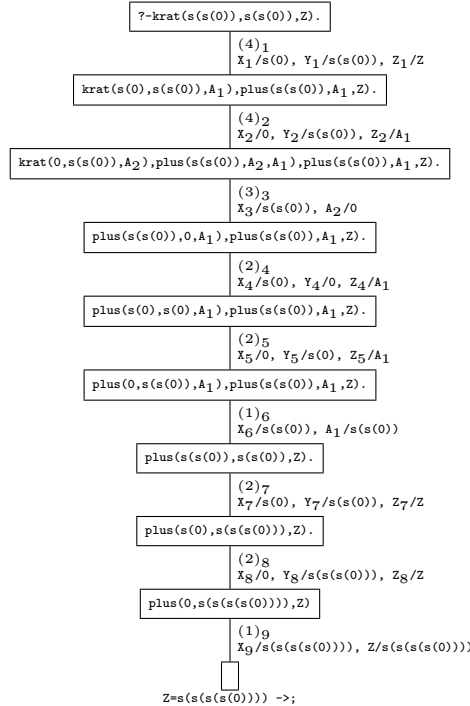 ?-krat(s(s(0)),s(s(0)),Z).
(4)1
X1/s(0), Y1/s(s(0)), Z1/Z
krat(s(0),s(s(0)),A1),plus(s(s(0)),A1,Z).
(4)2
X2/0, Y2/s(s(0)), Z2/A1
krat(0,s(s(0)),A2),plus(s(s(0)),A2,A1),plus(s(s(0)),A1,Z).
(3)3
X3/s(s(0)), A2/0
plus(s(s(0)),0,A1),plus(s(s(0)),A1,Z).
(2)4
X4/s(0), Y4/0, Z4/A1
plus(s(0),s(0),A1),plus(s(s(0)),A1,Z).
(2)5
X5/0, Y5/s(0), Z5/A1
plus(0,s(s(0)),A1),plus(s(s(0)),A1,Z).
(1)6
X6/s(s(0)), A1/s(s(0))
plus(s(s(0)),s(s(0)),Z).
(2)7
X7/s(0), Y7/s(s(0)), Z7/Z
plus(s(0),s(s(s(0))),Z).
(2)8
X8/0, Y8/s(s(s(0))), Z8/Z
plus(0,s(s(s(s(0)))),Z)
(1)9
X9/s(s(s(s(0)))), Z/s(s(s(s(0))))
Z=s(s(s(s(0)))) ->;